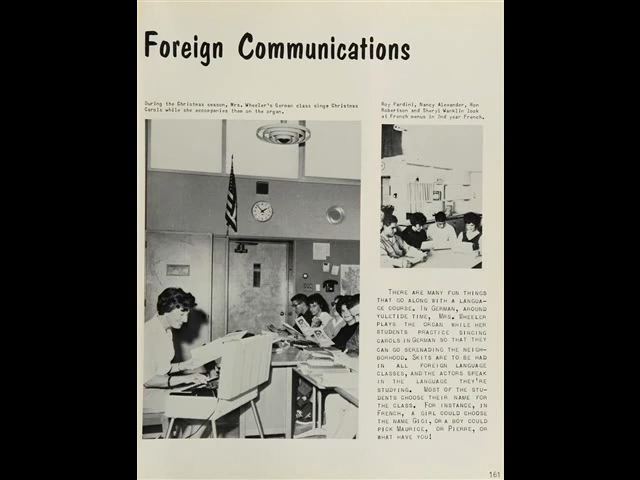 Foreign Communications
During the Christmas season, Mrs. Wheeler's German class sings Christmas
Carols while she accompanies them on the organ.
Roy Pardini, Nancy Alexander, Ron
Robertson and Sheryl Wanklin look
at French menus in 2nd year French.
THERE ARE MANY FUN THINGS
THAT GO ALONG WITH A LANGUA-
GE COURSE. IN GERMAN, AROUND
YULETIDE TIME, MRS. WHEELER
PLAYS THE ORGAN WHILE HER
STUDENTS PRACTICE SINGING
CAROLS IN GERMAN SO THAT THEY
CAN GO SERENADING THE NEIGH-
BORHOOD. SKITS ARE TO BE HAD
IN ALL FOREIGN LANGUAGE
CLASSES, AND THE ACTORS SPEAK
IN THE LANGUAGE THEY'RE
STUDYING. MOST OF THE STU-
DENTS CHOOSE THEIR NAME FOR
THE CLASS. FOR INSTANCE, IN
FRENCH, A GIRL COULD CHOOSE
THE NAME GIGI, OR A BOY COULD
PICK MAURICE, OR PIERRE, OR
WHAT HAVE YOU!
161